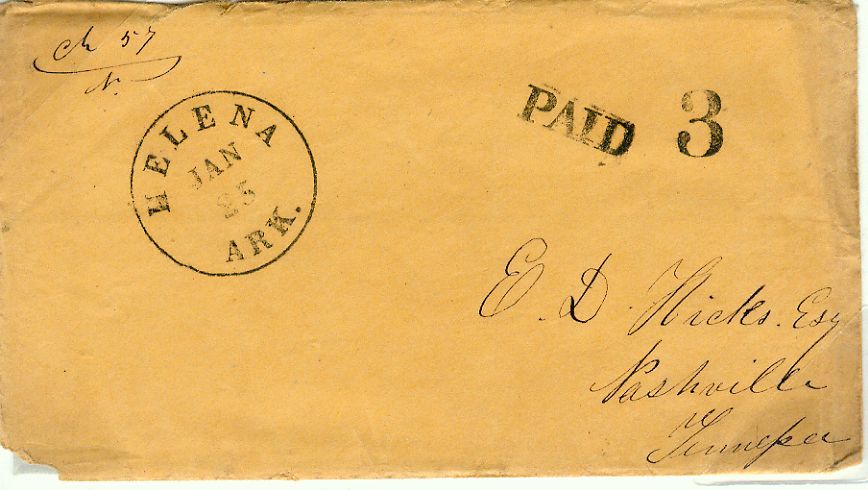 Ch 57
N.
HELENA
JAN
25
ARK.
PAID 3
E. D. Hicks. Esq
Nashville
Tennessee